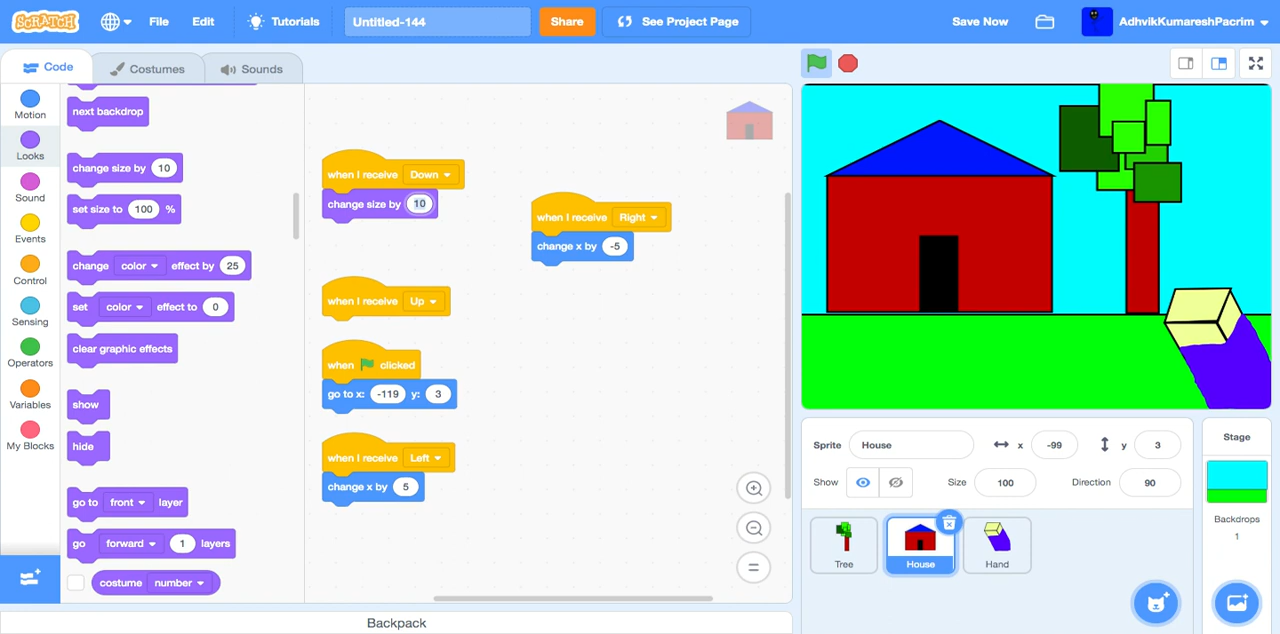 SCRATCH File Edit Tutorials Untitled-144 Share See Project Page Save Now AdhvikKumareshPacrim
Code Costumes Sounds
Motion
Looks
Sound
Events
Control
Sensing
Operators
Variables
My Blocks
next backdrop
change size by 10
set size to 100 %
change color effect by 25
set color effect to 0
clear graphic effects
show
hide
go to front layer
go forward 1 layers
costume number
when I receive Down
change size by 10
when I receive Right
change x by -5
when I receive Up
when clicked
go to x: -119 y: 3
when I receive Left
change x by 5
Backpack
Sprite House x -99 y 3
Show Size 100 Direction 90
Tree
House
Hand
Stage
Backdrops
1